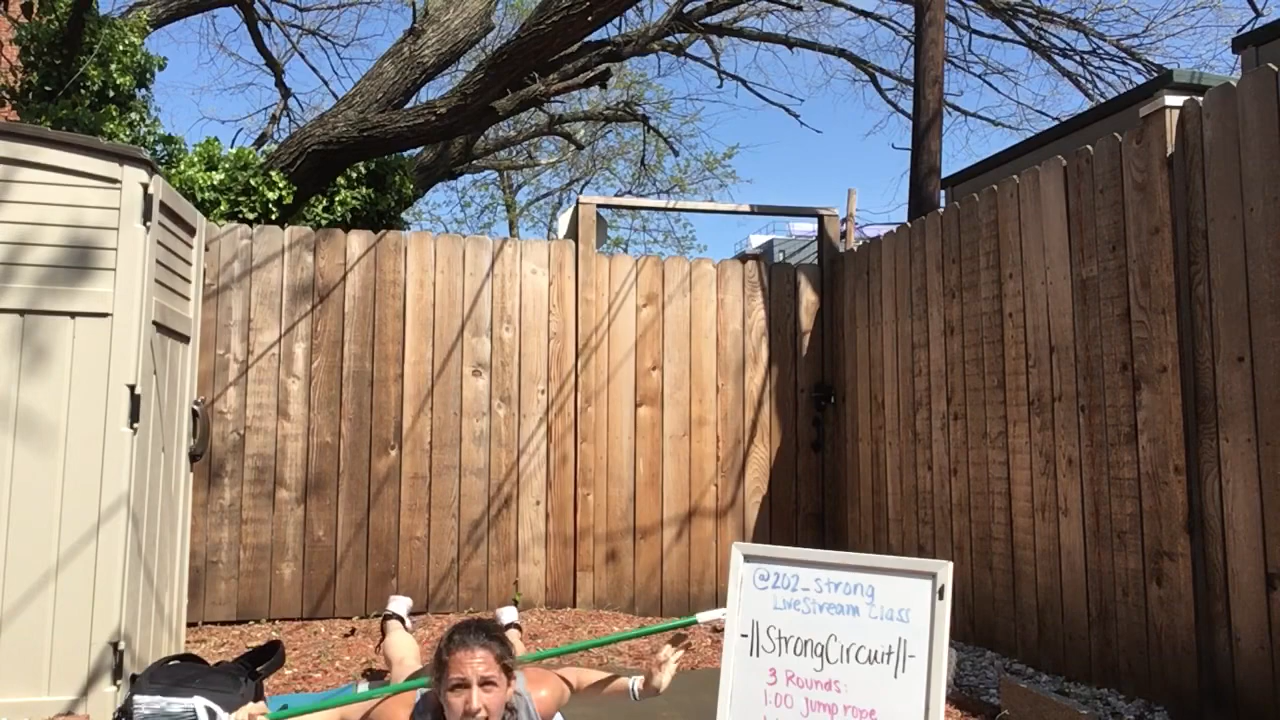 @202_strong
LiveStream Class
-||StrongCircuit||-
3 Rounds:
1:00 jump rope